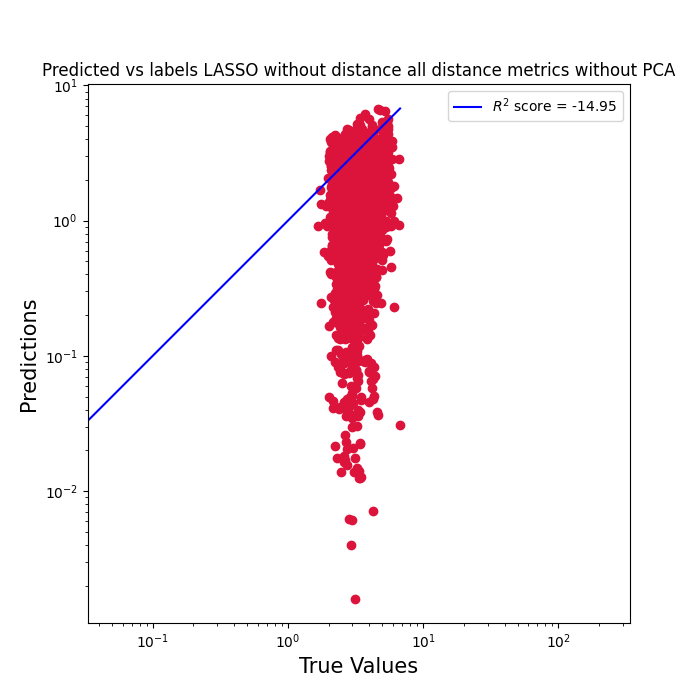 Predicted vs labels LASSO without distance all distance metrics without PCA
R² score = -14.95
Predictions
10¹
10⁰
10⁻¹
10⁻²
10⁻¹ 10⁰ 10¹ 10²
True Values